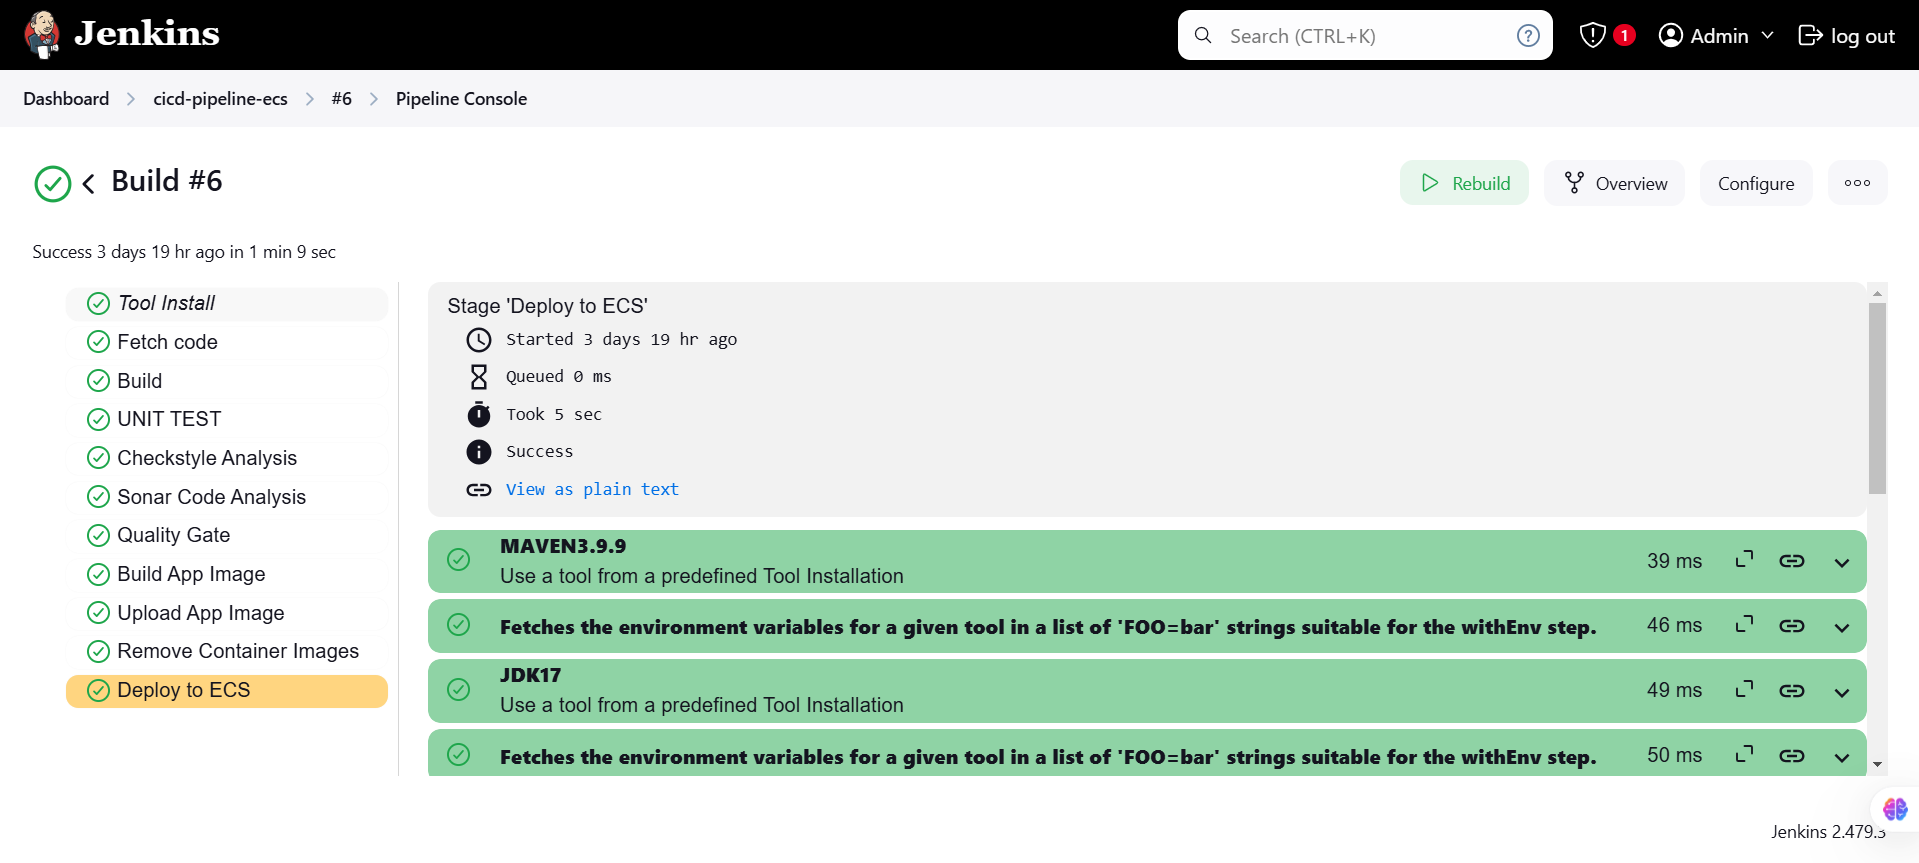 Jenkins
Search (CTRL+K)
?
1
Admin
log out
Dashboard
cicd-pipeline-ecs
#6
Pipeline Console
Build #6
Rebuild
Overview
Configure
Success 3 days 19 hr ago in 1 min 9 sec
Tool Install
Fetch code
Build
UNIT TEST
Checkstyle Analysis
Sonar Code Analysis
Quality Gate
Build App Image
Upload App Image
Remove Container Images
Deploy to ECS
Stage 'Deploy to ECS'
Started 3 days 19 hr ago
Queued 0 ms
Took 5 sec
Success
View as plain text
MAVEN3.9.9
Use a tool from a predefined Tool Installation
39 ms
Fetches the environment variables for a given tool in a list of 'FOO=bar' strings suitable for the withEnv step.
46 ms
JDK17
Use a tool from a predefined Tool Installation
49 ms
Fetches the environment variables for a given tool in a list of 'FOO=bar' strings suitable for the withEnv step.
50 ms
Jenkins 2.479.3